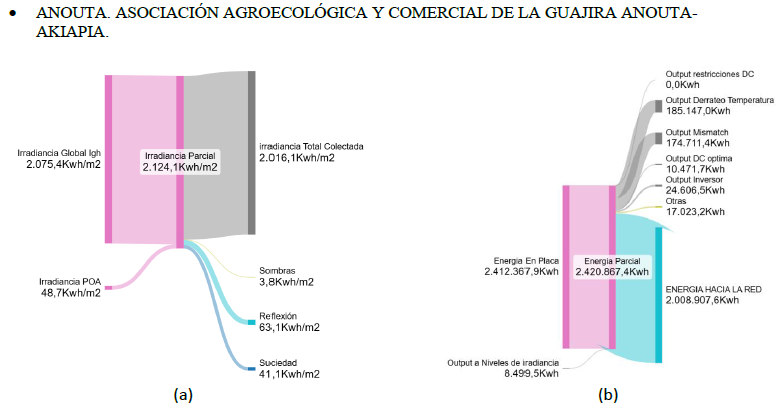 • ANOUTA. ASOCIACIÓN AGROECOLÓGICA Y COMERCIAL DE LA GUAJIRA ANOUTA-
AKIAPIA.
Irradiancia Global Igh
2.075,4Kwh/m2
Irradiancia Parcial
2.124,1Kwh/m2
irradiancia Total Colectada
2.016,1Kwh/m2
Irradiancia POA
48,7Kwh/m2
Sombras
3,8Kwh/m2
Reflexión
63,1Kwh/m2
Suciedad
41,1Kwh/m2
(a)
Output restricciones DC
0,0Kwh
Output Derrateo Temperatura
185.147,0Kwh
Output Mismatch
174.711,4Kwh
Output DC optima
10.471,7Kwh
Output Inversor
24.606,5Kwh
Otras
17.023,2Kwh
Energia En Placa
2.412.367,9Kwh
Energia Parcial
2.420.867,4Kwh
ENERGIA HACIA LA RED
2.008.907,6Kwh
Output a Niveles de iradiancia
8.499,5Kwh
(b)